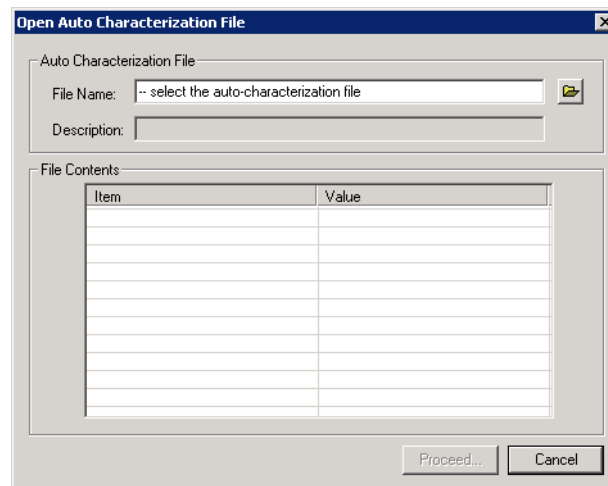 Open Auto Characterization File
Auto Characterization File
File Name: -- select the auto-characterization file
Description:
File Contents
Item Value
Proceed... Cancel